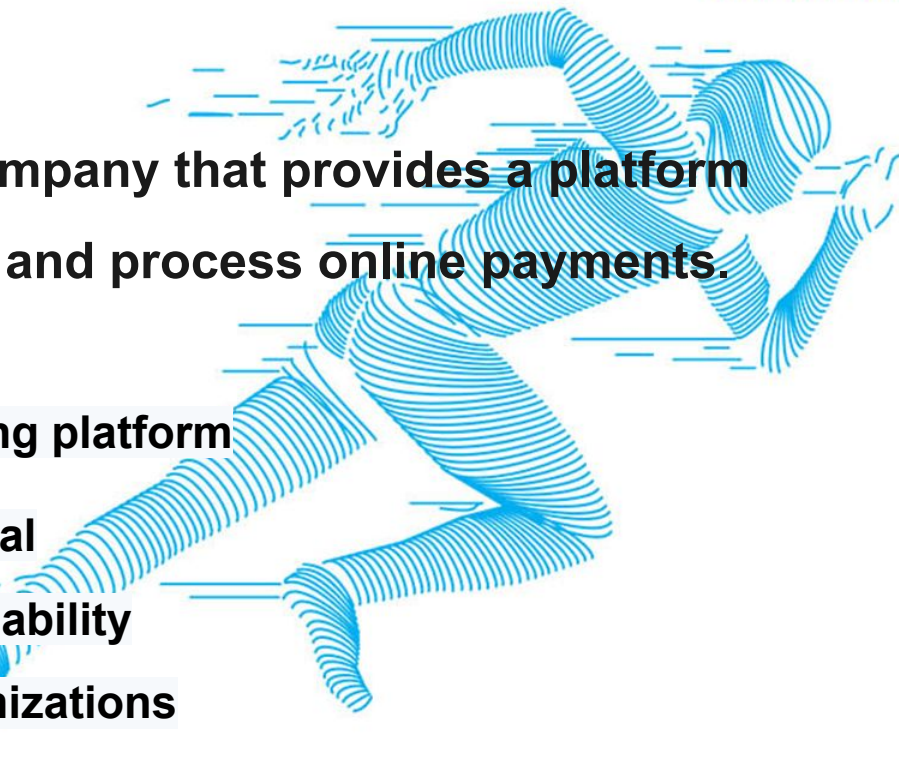 mpany that provides a platform
and process online payments.
ng platform
al
ability
nizations